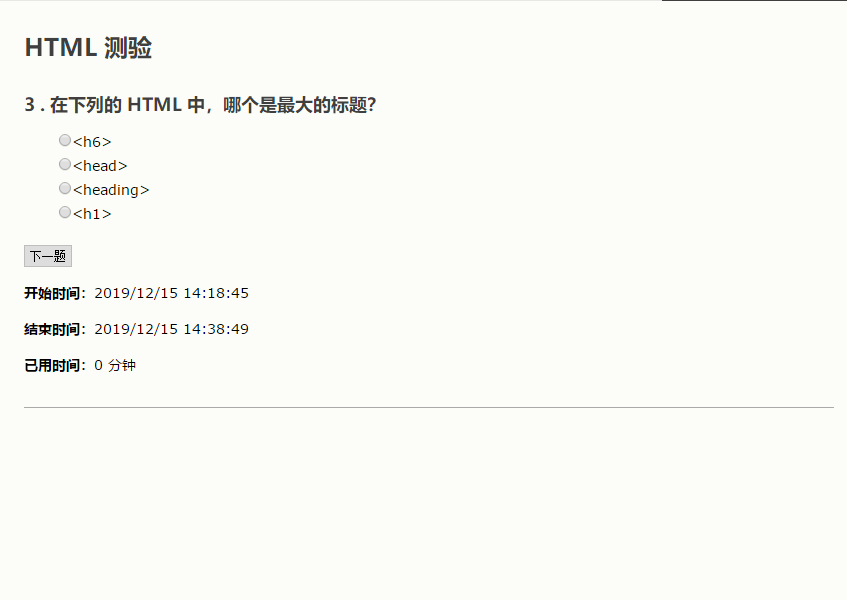 HTML 测验
3 . 在下列的 HTML 中，哪个是最大的标题？
<h6>
<head>
<heading>
<h1>
下一题
开始时间：2019/12/15 14:18:45
结束时间：2019/12/15 14:38:49
已用时间：0 分钟